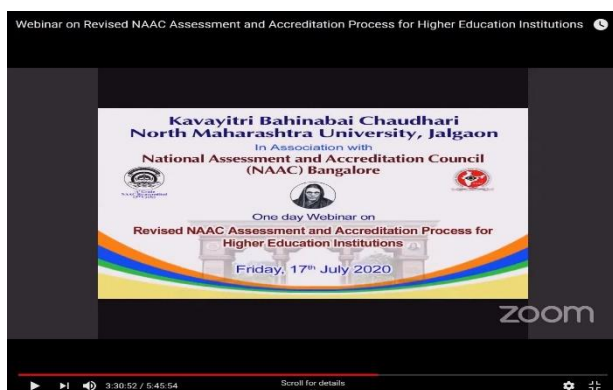 Webinar on Revised NAAC Assessment and Accreditation Process for Higher Education Institutions
Kavayitri Bahinabai Chaudhari
North Maharashtra University, Jalgaon
In Association with
National Assessment and Accreditation Council
(NAAC) Bangalore
One day Webinar on
Revised NAAC Assessment and Accreditation Process for
Higher Education Institutions
Friday, 17th July 2020
zoom
3:30:52 / 5:45:54
Scroll for details